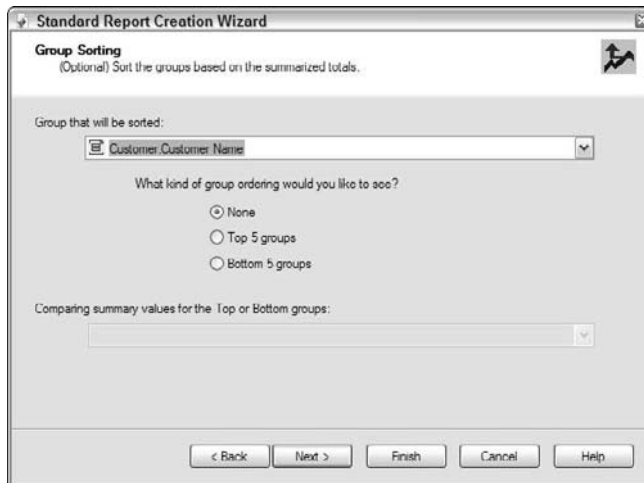 Standard Report Creation Wizard
Group Sorting
(Optional) Sort the groups based on the summarized totals.
Group that will be sorted:
Customer.Customer Name
What kind of group ordering would you like to see?
None
Top 5 groups
Bottom 5 groups
Comparing summary values for the Top or Bottom groups:
< Back Next > Finish Cancel Help